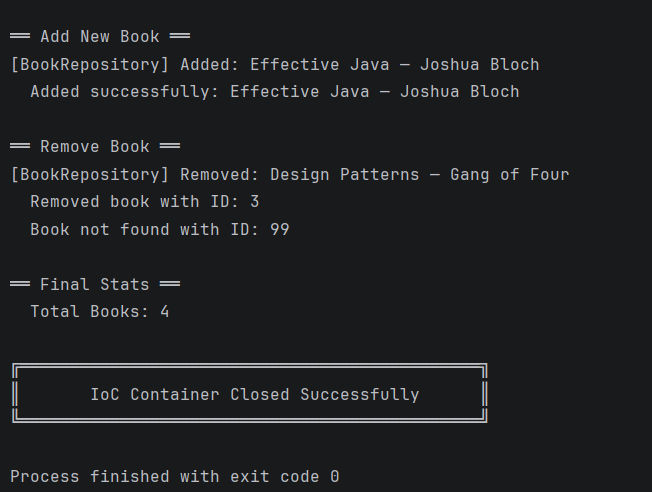 ══ Add New Book ══
[BookRepository] Added: Effective Java — Joshua Bloch
Added successfully: Effective Java — Joshua Bloch
══ Remove Book ══
[BookRepository] Removed: Design Patterns — Gang of Four
Removed book with ID: 3
Book not found with ID: 99
══ Final Stats ══
Total Books: 4
IoC Container Closed Successfully
Process finished with exit code 0